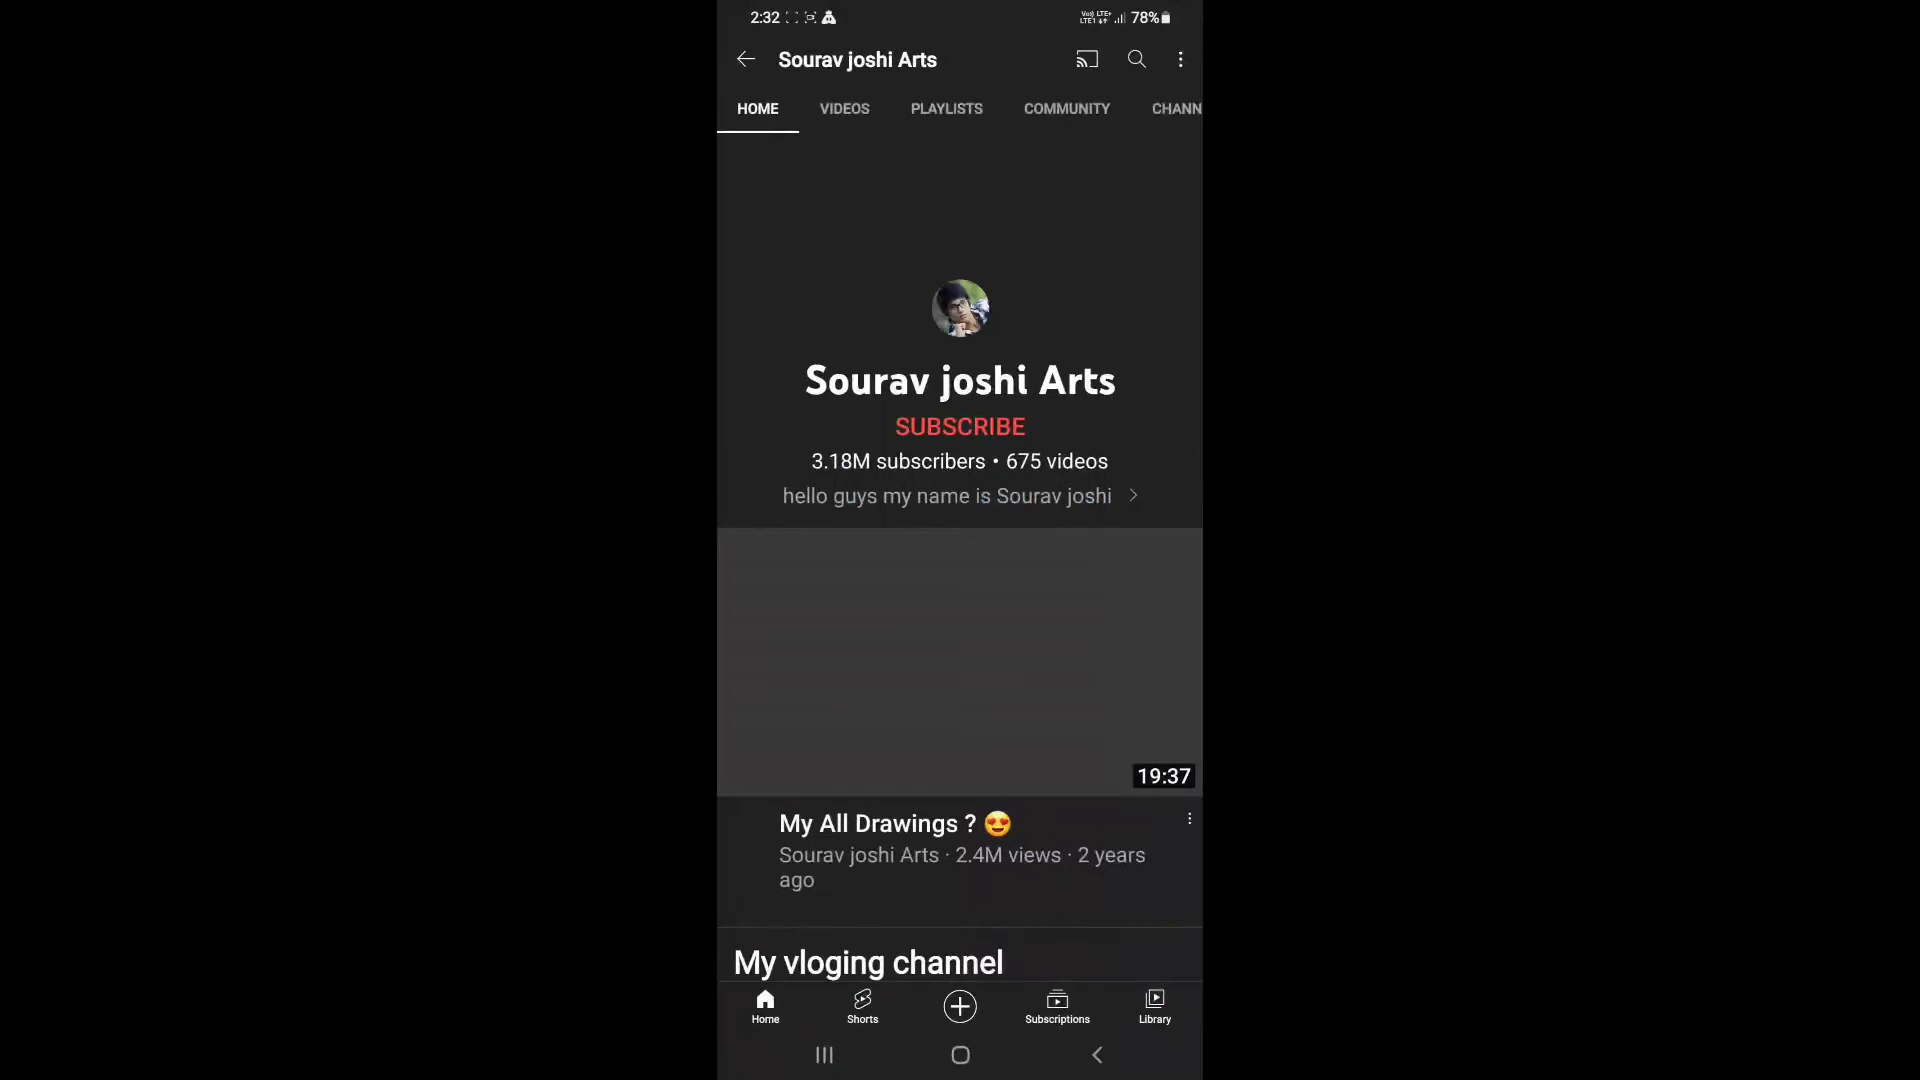 2:32
78%
Sourav joshi Arts
HOME VIDEOS PLAYLISTS COMMUNITY CHANN
Sourav joshi Arts
SUBSCRIBE
3.18M subscribers • 675 videos
hello guys my name is Sourav joshi
19:37
My All Drawings ? 😍
Sourav joshi Arts · 2.4M views · 2 years
ago
My vloging channel
Home Shorts Subscriptions Library